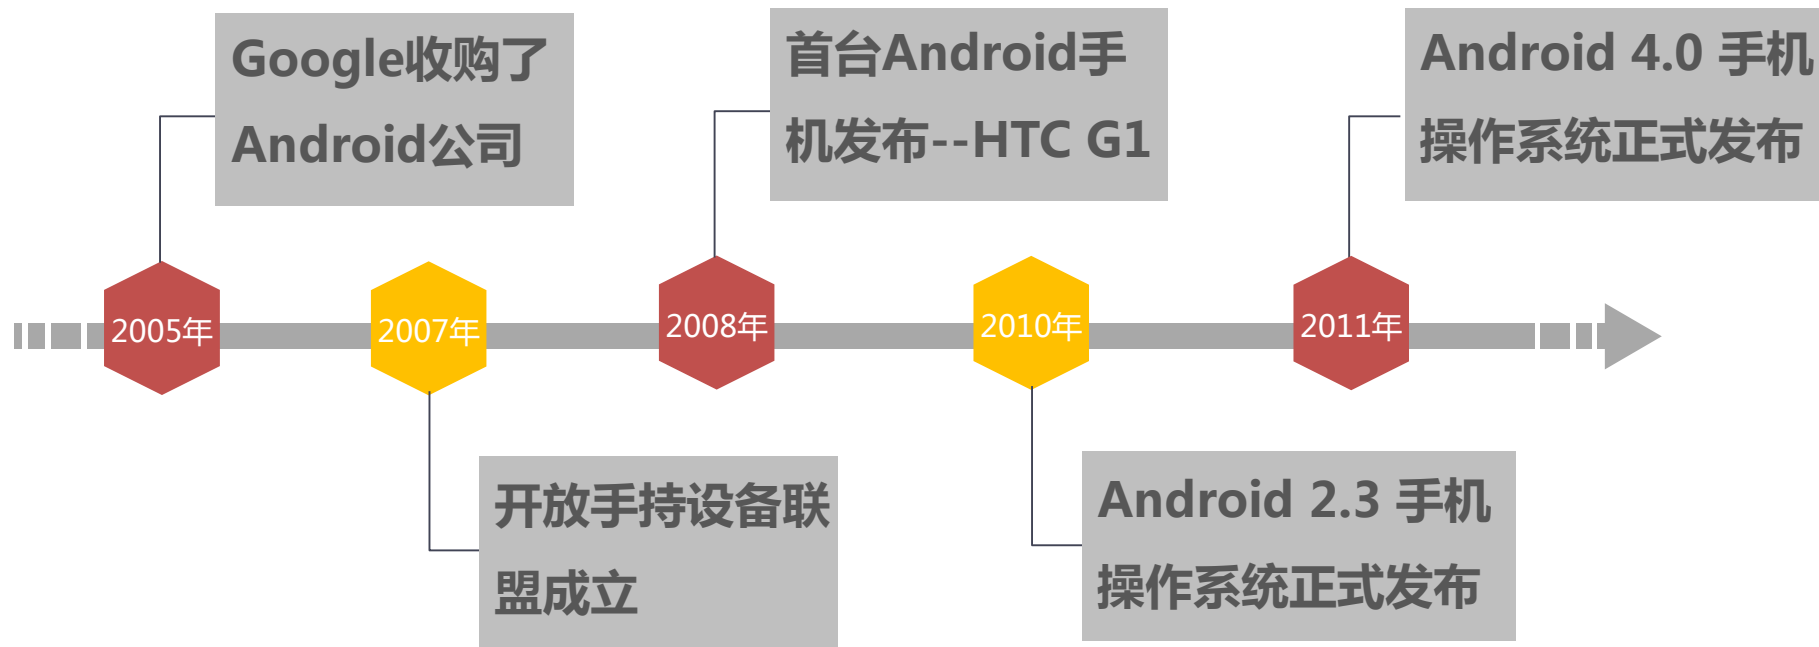 Google收购了
Android公司
首台Android手
机发布--HTC G1
Android 4.0 手机
操作系统正式发布
2005年
2007年
2008年
2010年
2011年
开放手持设备联
盟成立
Android 2.3 手机
操作系统正式发布